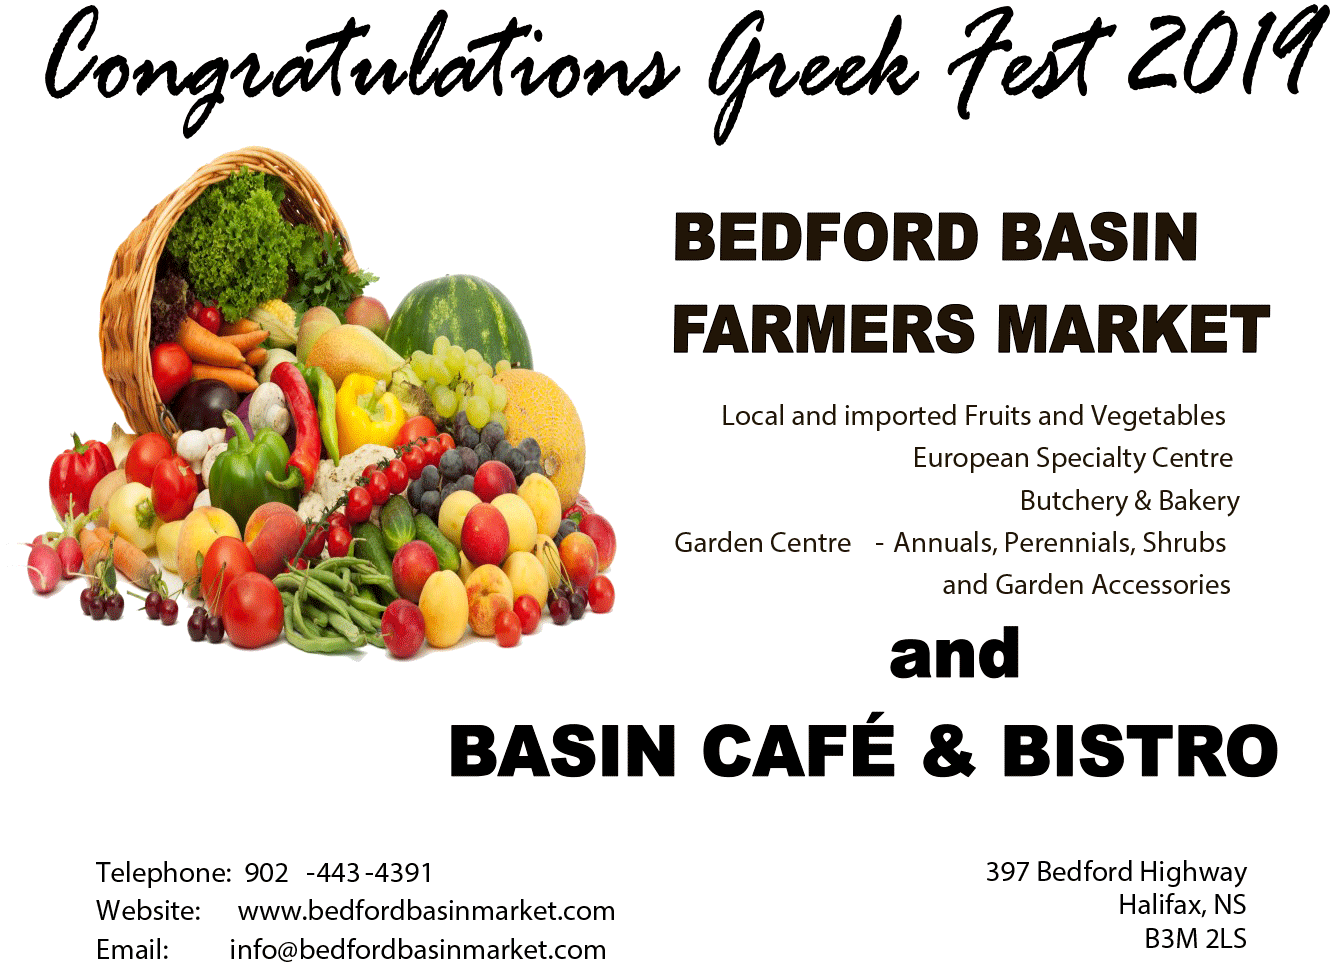 Congratulations Greek Fest 2019
BEDFORD BASIN
FARMERS MARKET
Local and imported Fruits and Vegetables
European Specialty Centre
Butchery & Bakery
Garden Centre - Annuals, Perennials, Shrubs
and Garden Accessories
and
BASIN CAFÉ & BISTRO
Telephone: 902 -443 -4391
Website: www.bedfordbasinmarket.com
Email: info@bedfordbasinmarket.com
397 Bedford Highway
Halifax, NS
B3M 2LS